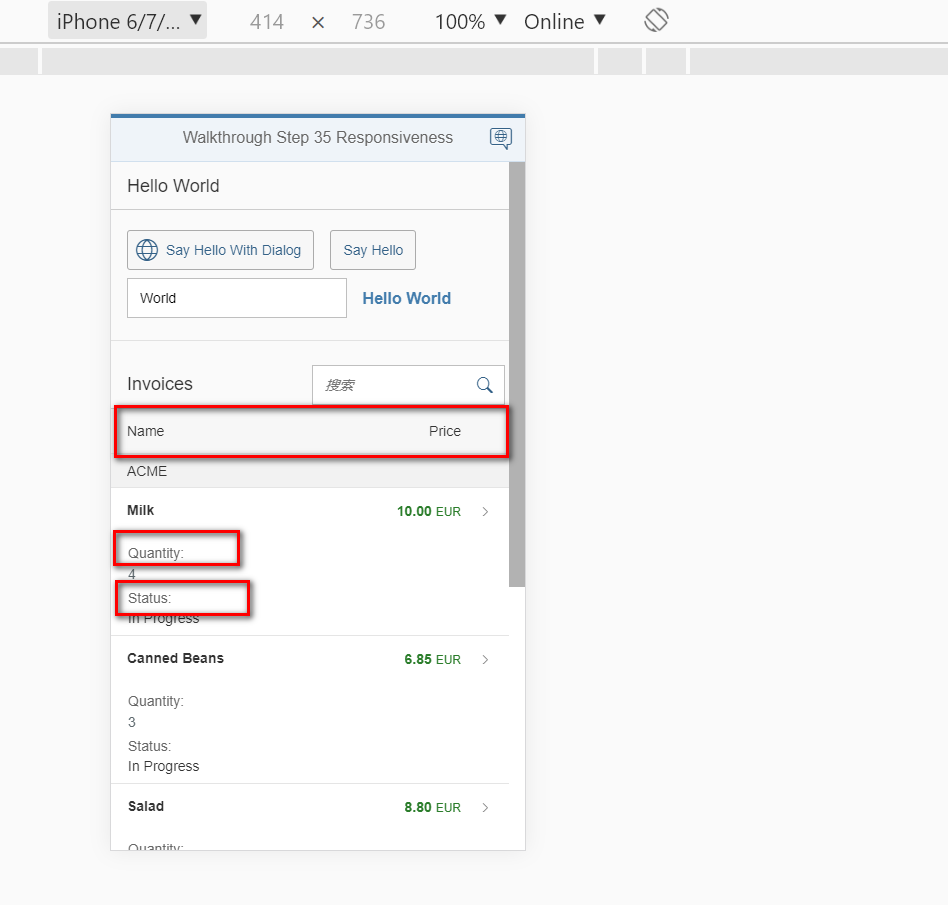 iPhone 6/7/... ▼ 414 × 736 100% ▼ Online ▼
Walkthrough Step 35 Responsiveness
Hello World
Say Hello With Dialog Say Hello
World Hello World
Invoices 搜索
Name Price
ACME
Milk 10.00 EUR
Quantity:
4
Status:
In Progress
Canned Beans 6.85 EUR
Quantity:
3
Status:
In Progress
Salad 8.80 EUR
Quantity: